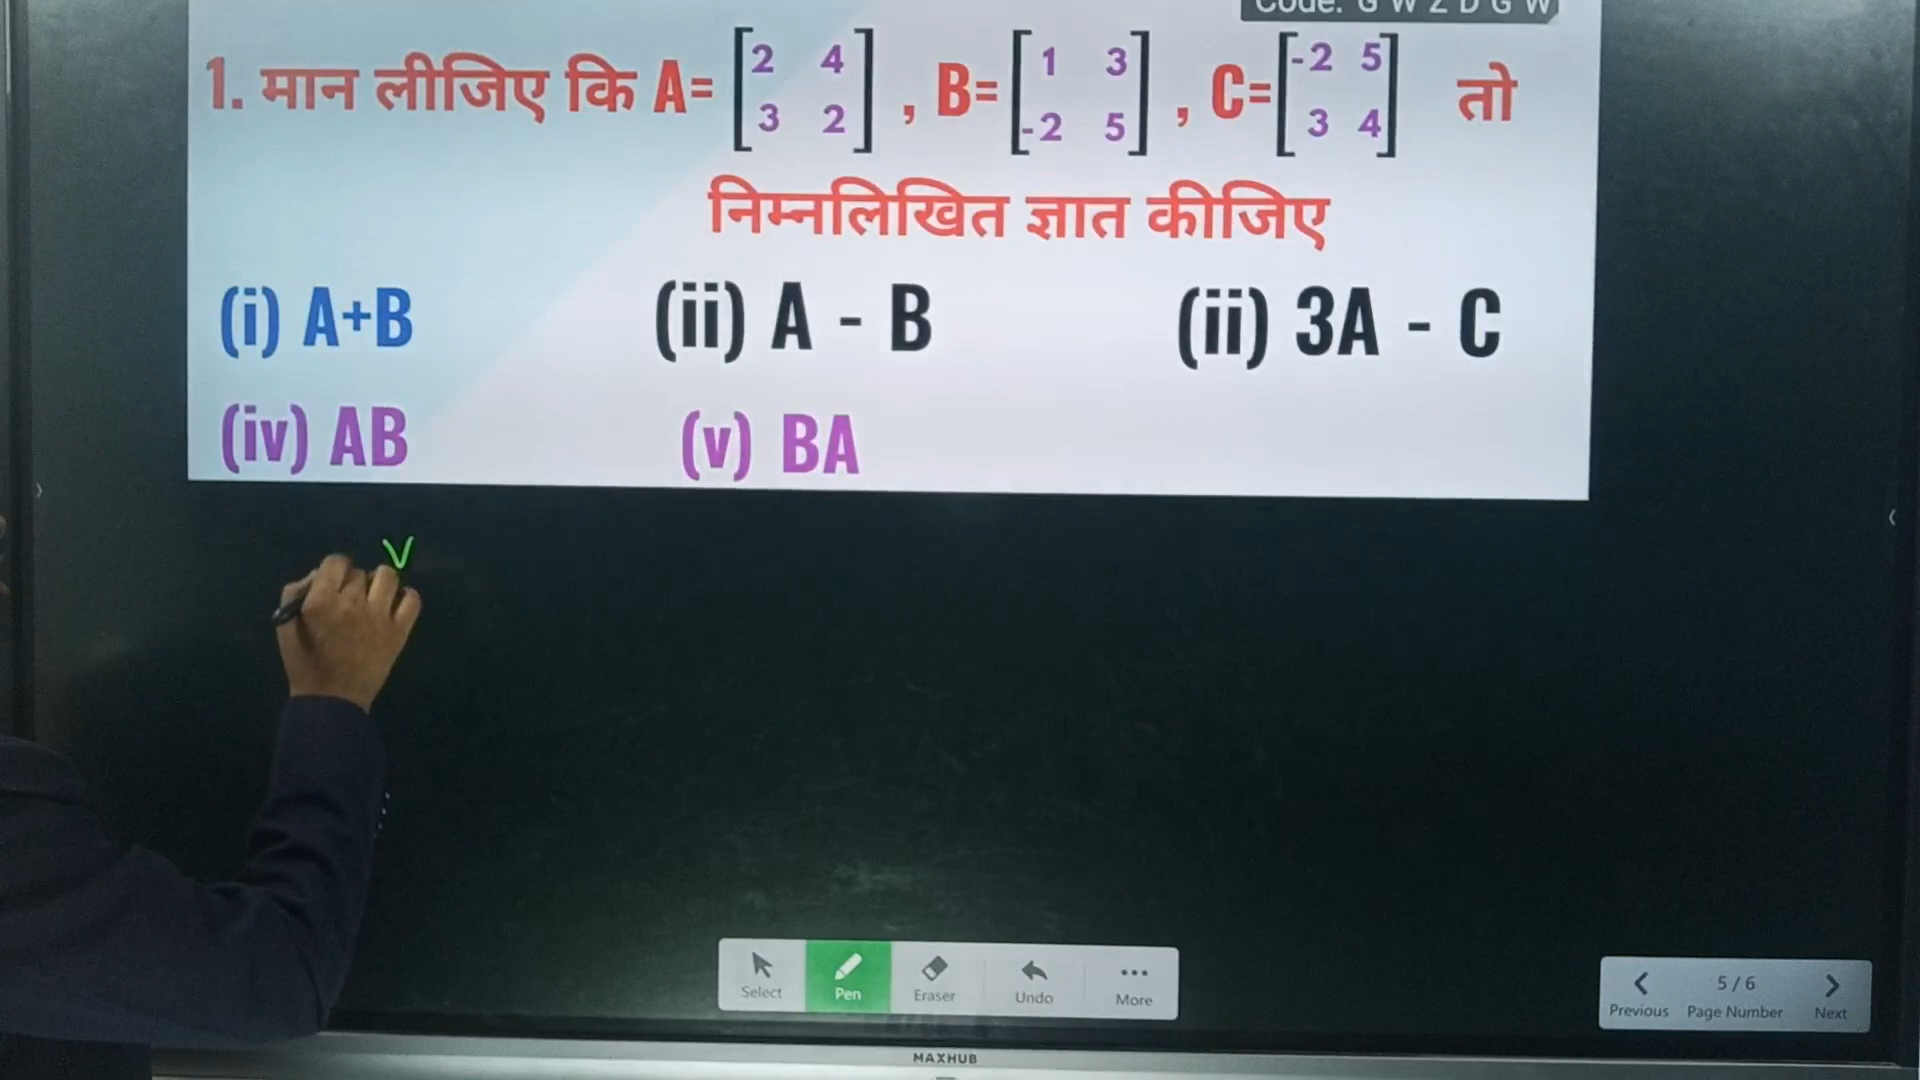 Code: G W Z D G W
1. मान लीजिए कि A= [2 4 3 2] , B= [1 3 -2 5] , C= [-2 5 3 4] तो
निम्नलिखित ज्ञात कीजिए
(i) A+B (ii) A - B (ii) 3A - C
(iv) AB (v) BA
V
Select Pen Eraser Undo More
5 / 6
Previous Page Number Next
MAXHUB